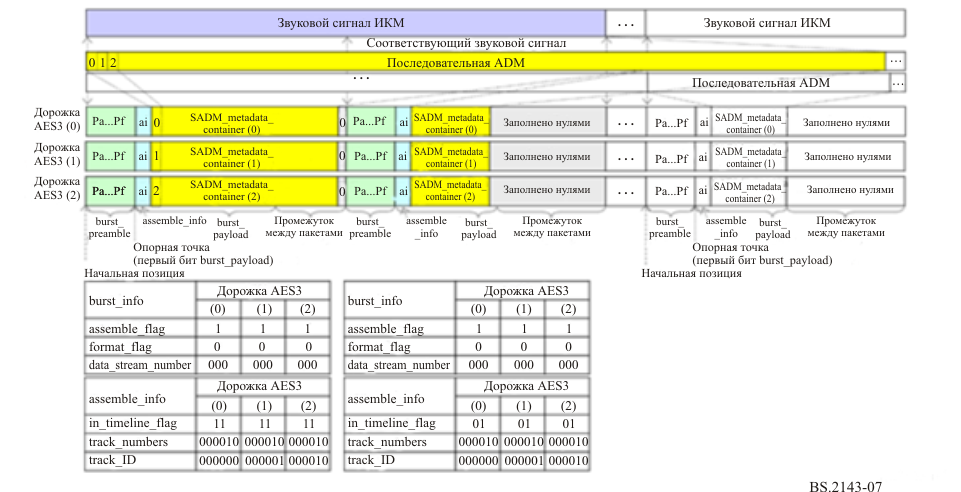 Звуковой сигнал ИКМ ... Звуковой сигнал ИКМ
Соответствующий звуковой сигнал
0 1 2 Последовательная ADM ...
... Последовательная ADM ...
Дорожка AES3 (0) Pa...Pf ai 0 SADM_metadata_container (0) 0 Pa...Pf ai SADM_metadata_container (0) Заполнено нулями ... Pa...Pf ai SADM_metadata_container (0) Заполнено нулями
Дорожка AES3 (1) Pa...Pf ai 1 SADM_metadata_container (1) 0 Pa...Pf ai SADM_metadata_container (1) Заполнено нулями ... Pa...Pf ai SADM_metadata_container (1) Заполнено нулями
Дорожка AES3 (2) Pa...Pf ai 2 SADM_metadata_container (2) 0 Pa...Pf ai SADM_metadata_container (2) Заполнено нулями ... Pa...Pf ai SADM_metadata_container (2) Заполнено нулями
burst_preamble assemble_info burst_payload Промежуток между пакетами burst_preamble assemble_info burst_payload Промежуток между пакетами burst_preamble assemble_info burst_payload Промежуток между пакетами
Опорная точка Опорная точка
(первый бит burst_payload) (первый бит burst_payload)
Начальная позиция Начальная позиция
burst_info Дорожка AES3 burst_info Дорожка AES3
(0) (1) (2) (0) (1) (2)
assemble_flag 1 1 1 assemble_flag 1 1 1
format_flag 0 0 0 format_flag 0 0 0
data_stream_number 000 000 000 data_stream_number 000 000 000
assemble_info Дорожка AES3 assemble_info Дорожка AES3
(0) (1) (2) (0) (1) (2)
in_timeline_flag 11 11 11 in_timeline_flag 01 01 01
track_numbers 000010 000010 000010 track_numbers 000010 000010 000010
track_ID 000000 000001 000010 track_ID 000000 000001 000010
BS.2143-07